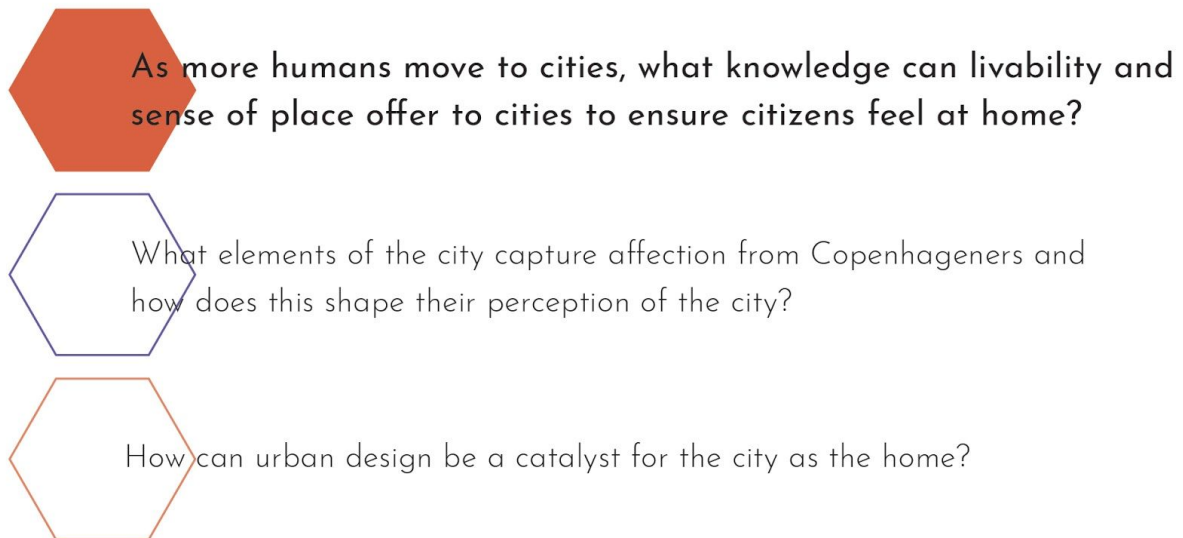 As more humans move to cities, what knowledge can livability and
sense of place offer to cities to ensure citizens feel at home?
What elements of the city capture affection from Copenhageners and
how does this shape their perception of the city?
How can urban design be a catalyst for the city as the home?